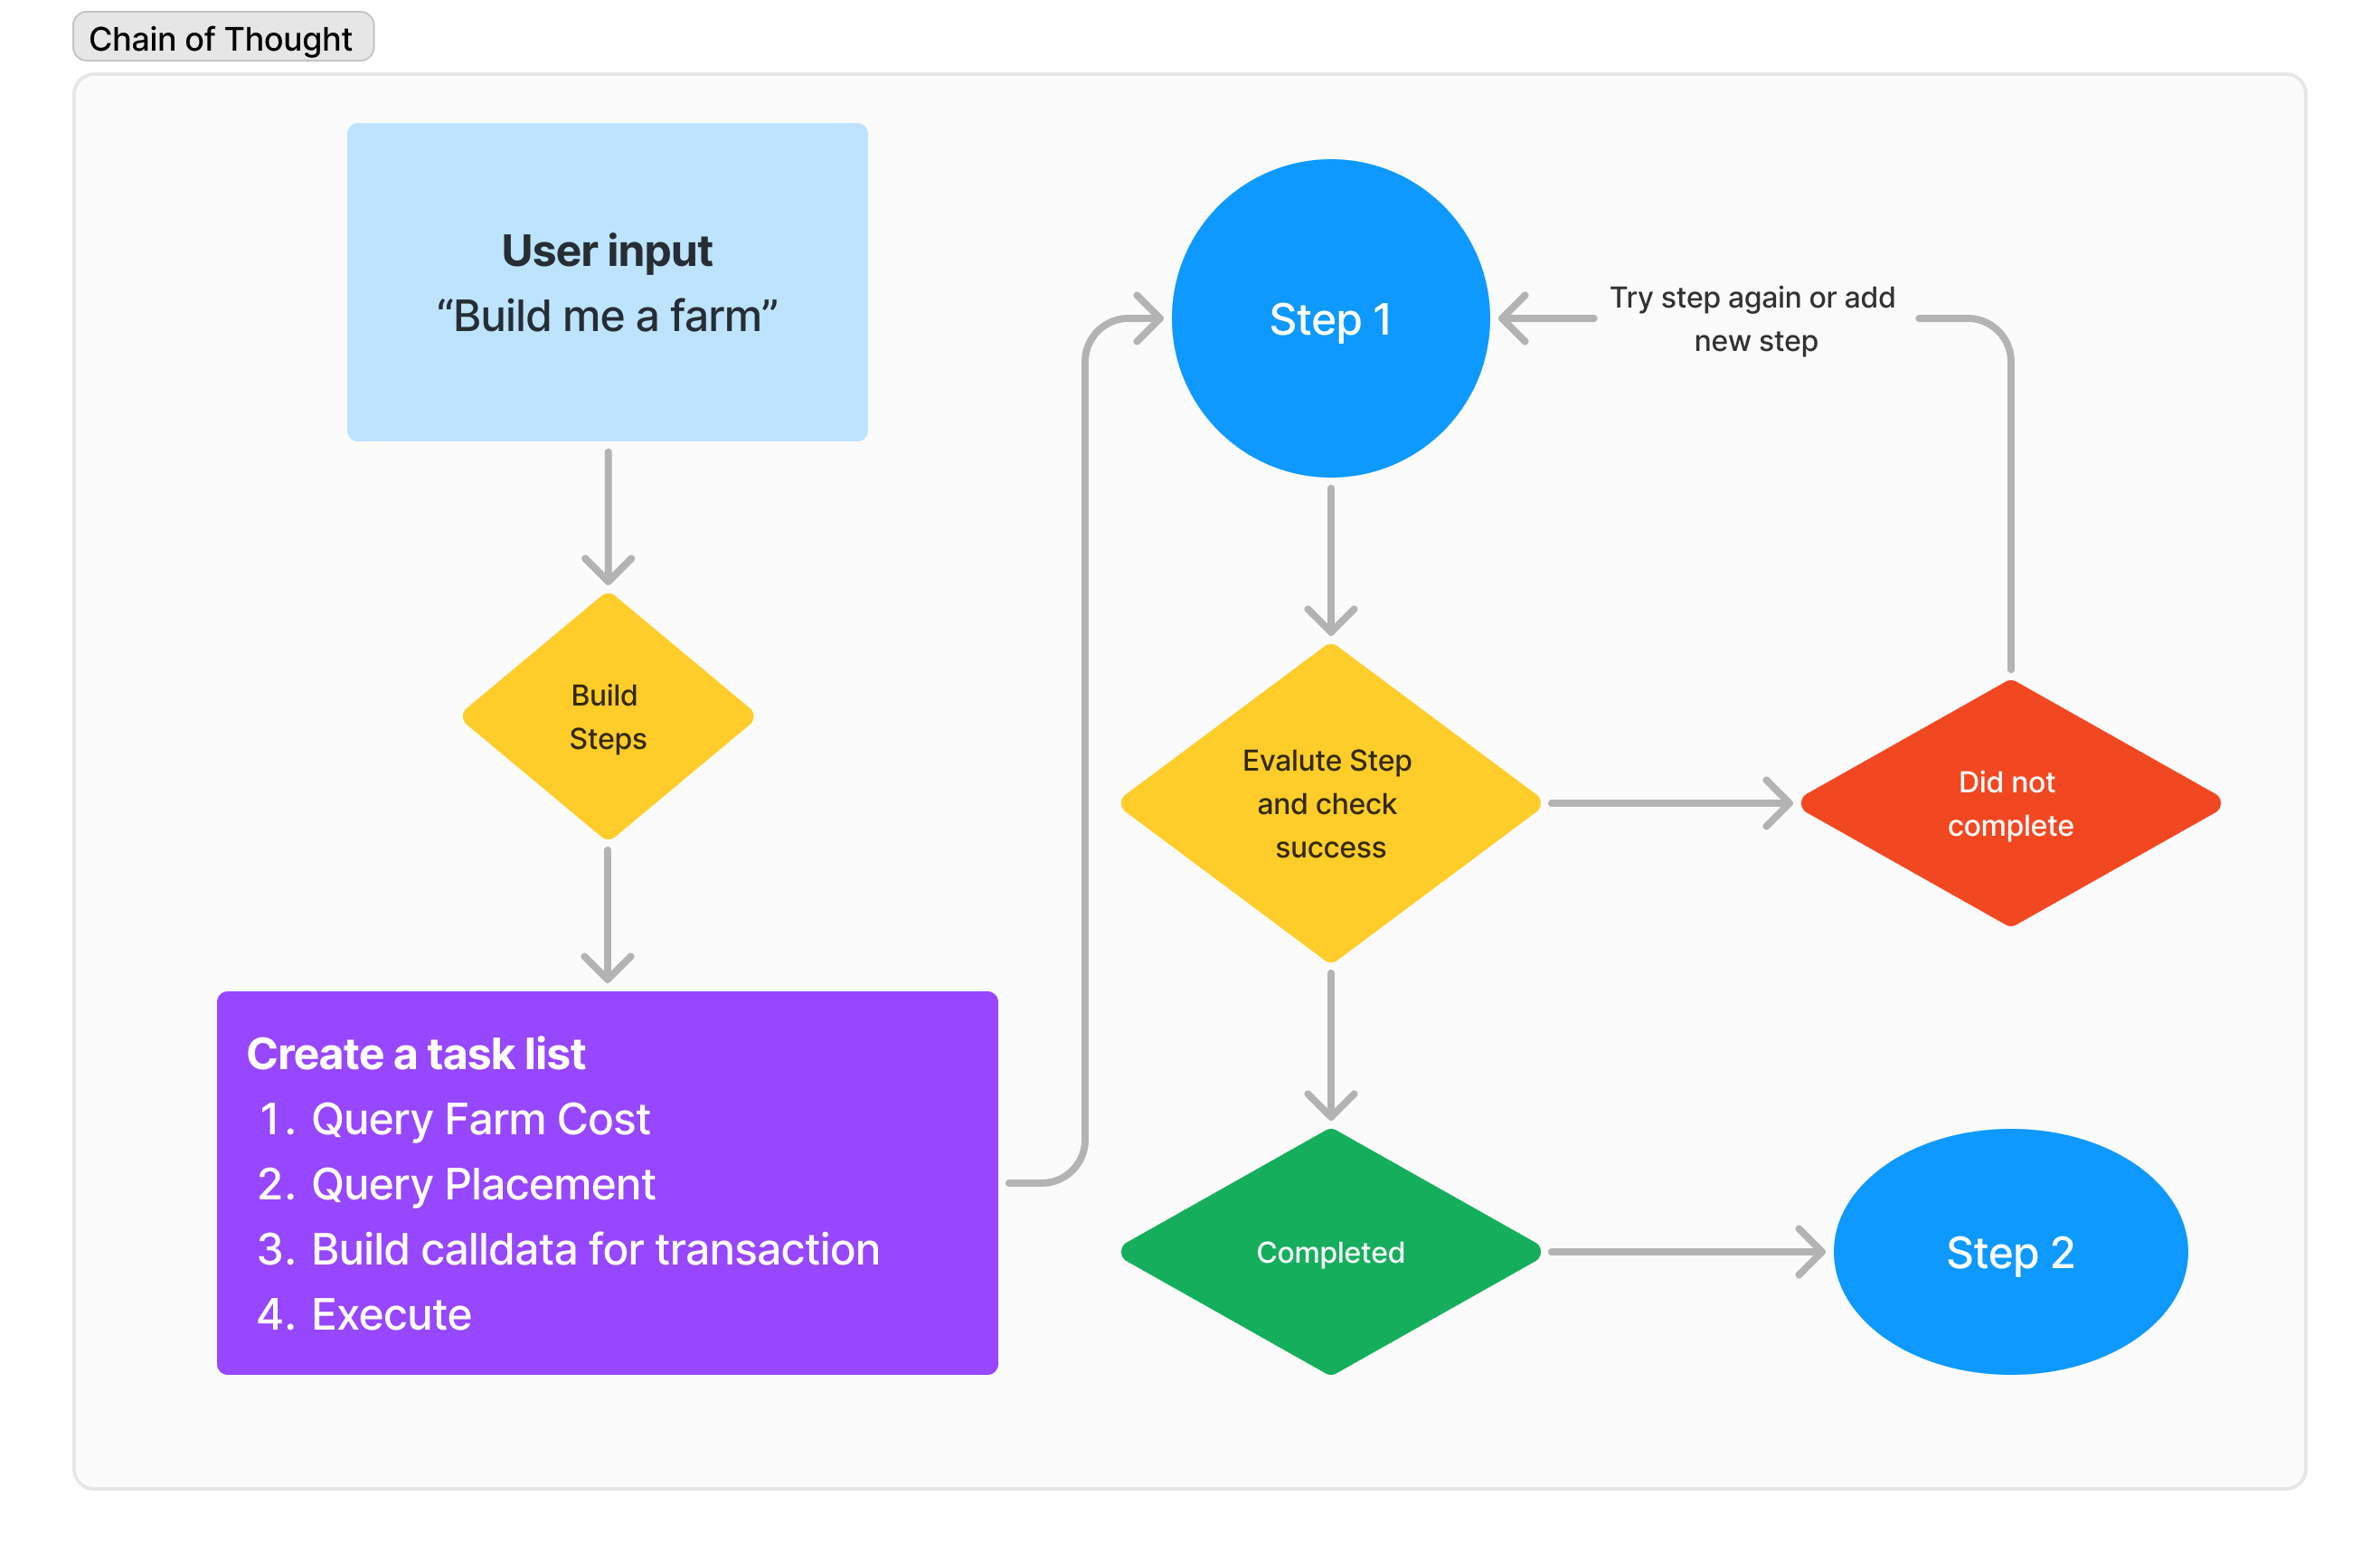 Chain of Thought
User input
“Build me a farm”
Build
Steps
Create a task list
1. Query Farm Cost
2. Query Placement
3. Build calldata for transaction
4. Execute
Step 1
Try step again or add
new step
Evalute Step
and check
success
Did not
complete
Completed
Step 2